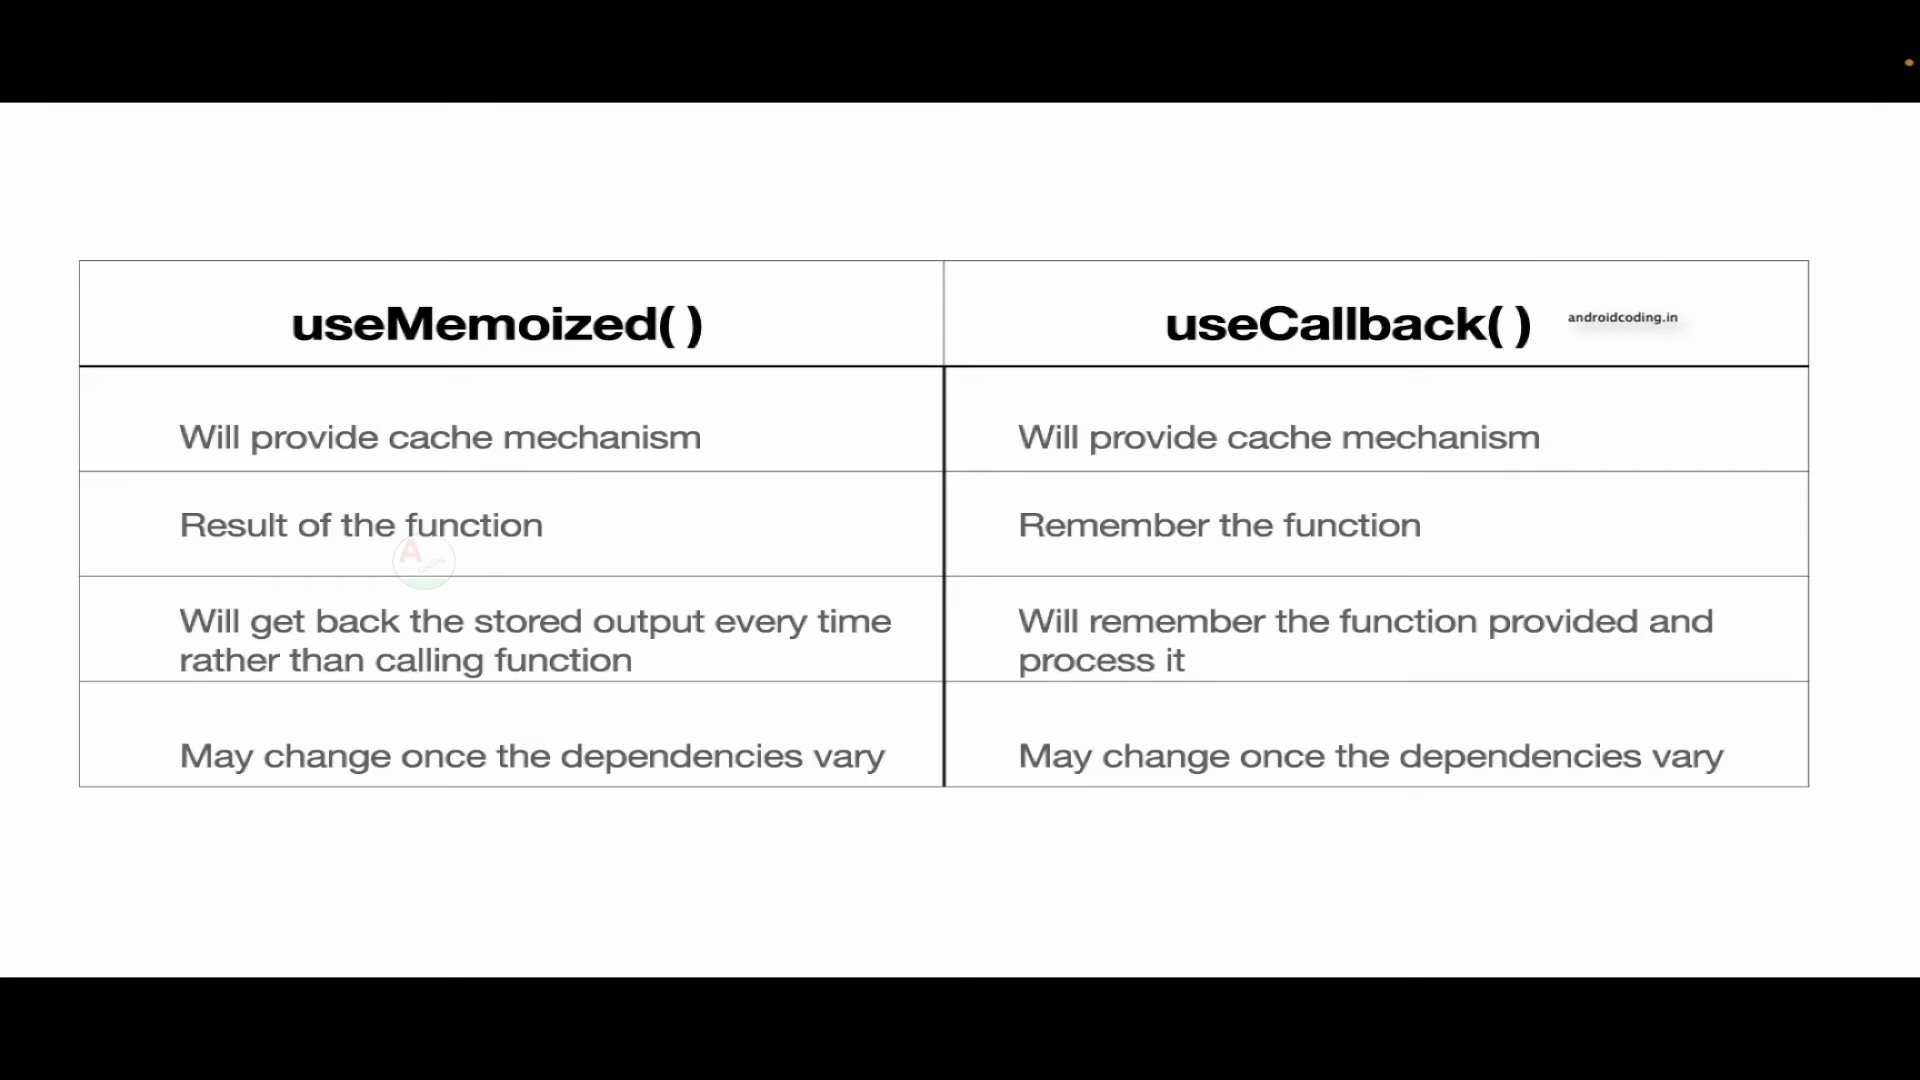 useMemoized( )
useCallback( )
androidcoding.in
Will provide cache mechanism
Will provide cache mechanism
Result of the function
Remember the function
A
Coding
Will get back the stored output every time
rather than calling function
Will remember the function provided and
process it
May change once the dependencies vary
May change once the dependencies vary